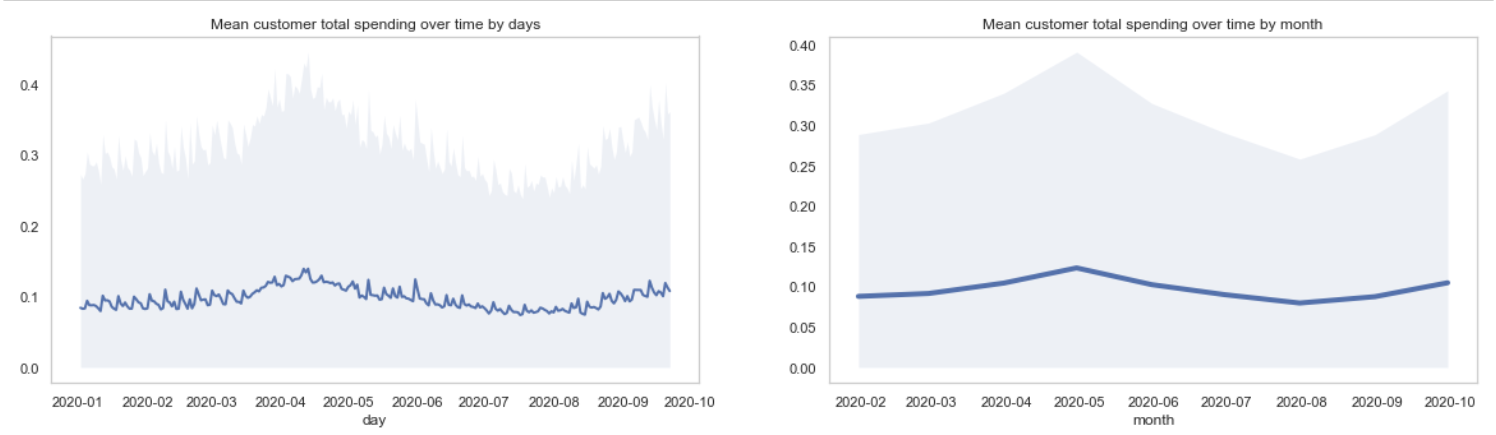 Mean customer total spending over time by days
0.4
0.3
0.2
0.1
0.0
2020-01 2020-02 2020-03 2020-04 2020-05 2020-06 2020-07 2020-08 2020-09 2020-10
day
Mean customer total spending over time by month
0.40
0.35
0.30
0.25
0.20
0.15
0.10
0.05
0.00
2020-02 2020-03 2020-04 2020-05 2020-06 2020-07 2020-08 2020-09 2020-10
month